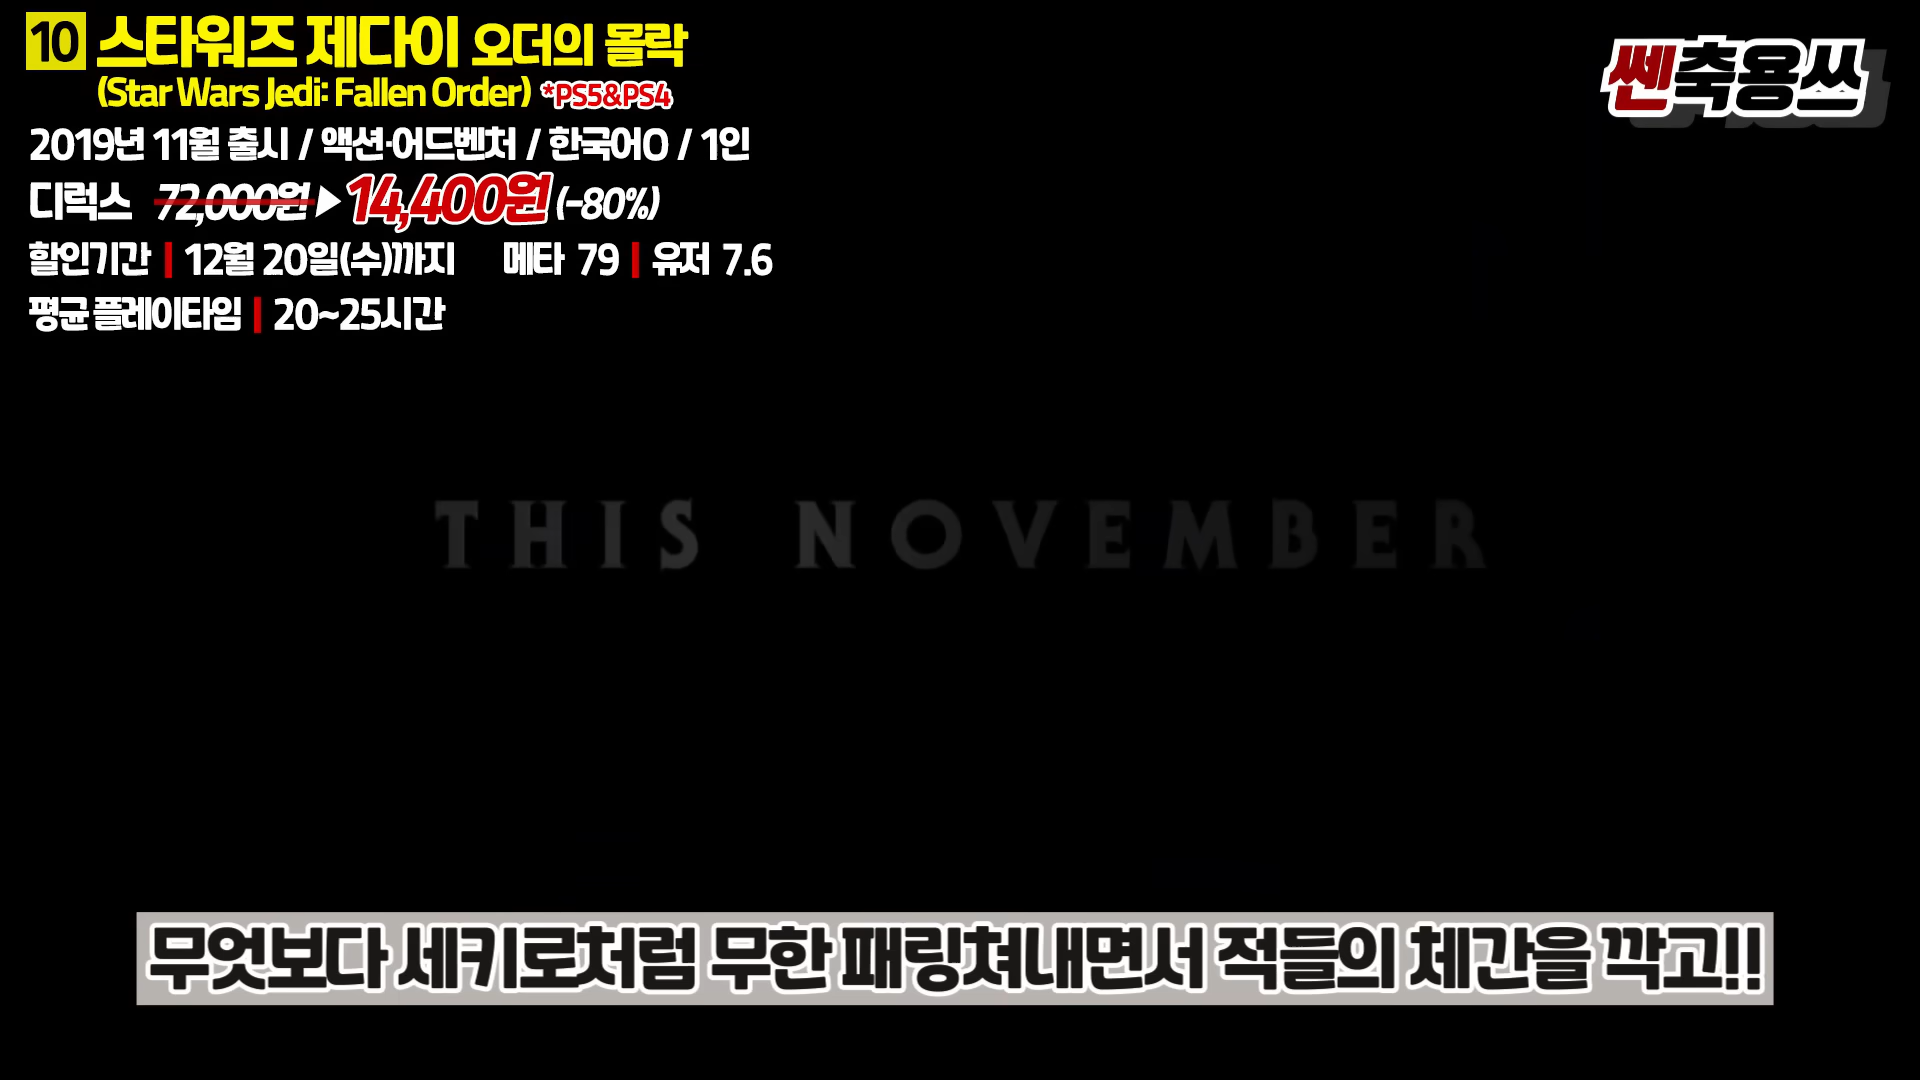 10 스타워즈 제다이 오더의 몰락
(Star Wars Jedi: Fallen Order) *PS5&PS4
쎈축용쓰
2019년 11월 출시 / 액션·어드벤처 / 한국어O / 1인
디럭스 72,000원 ▶ 14,400원 (-80%)
할인기간 | 12월 20일(수)까지 메타 79 | 유저 7.6
평균 플레이타임 | 20~25시간
THIS NOVEMBER
무엇보다 세키로처럼 무한 패링쳐내면서 적들의 체간을 깍고!!